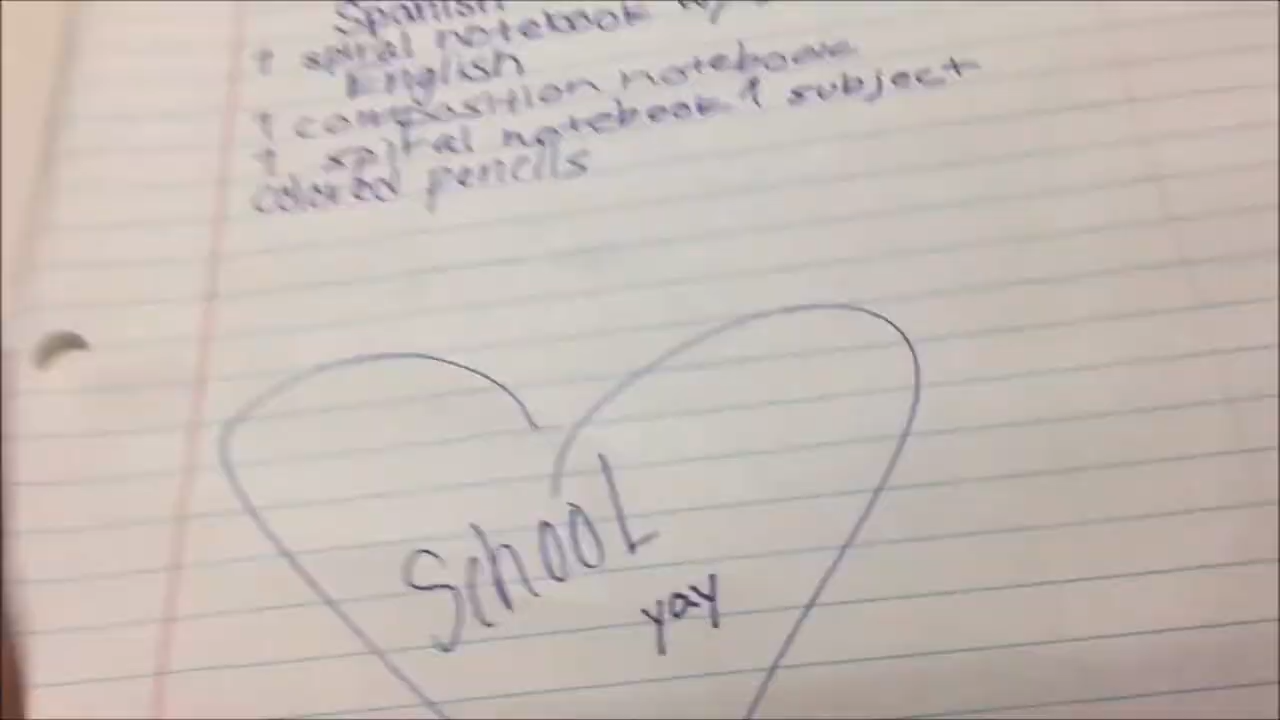 Spanish
1 spiral notebook
English
1 composition notebook
1 spiral notebook 1 subject
colored pencils
School
yay